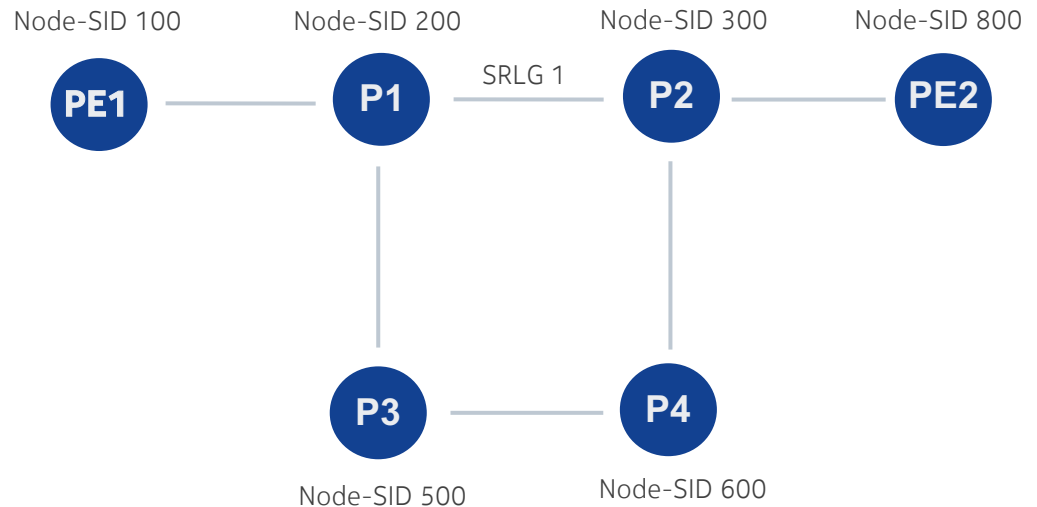 Node-SID 100
Node-SID 200
Node-SID 300
Node-SID 800
SRLG 1
PE1
P1
P2
PE2
P3
P4
Node-SID 500
Node-SID 600